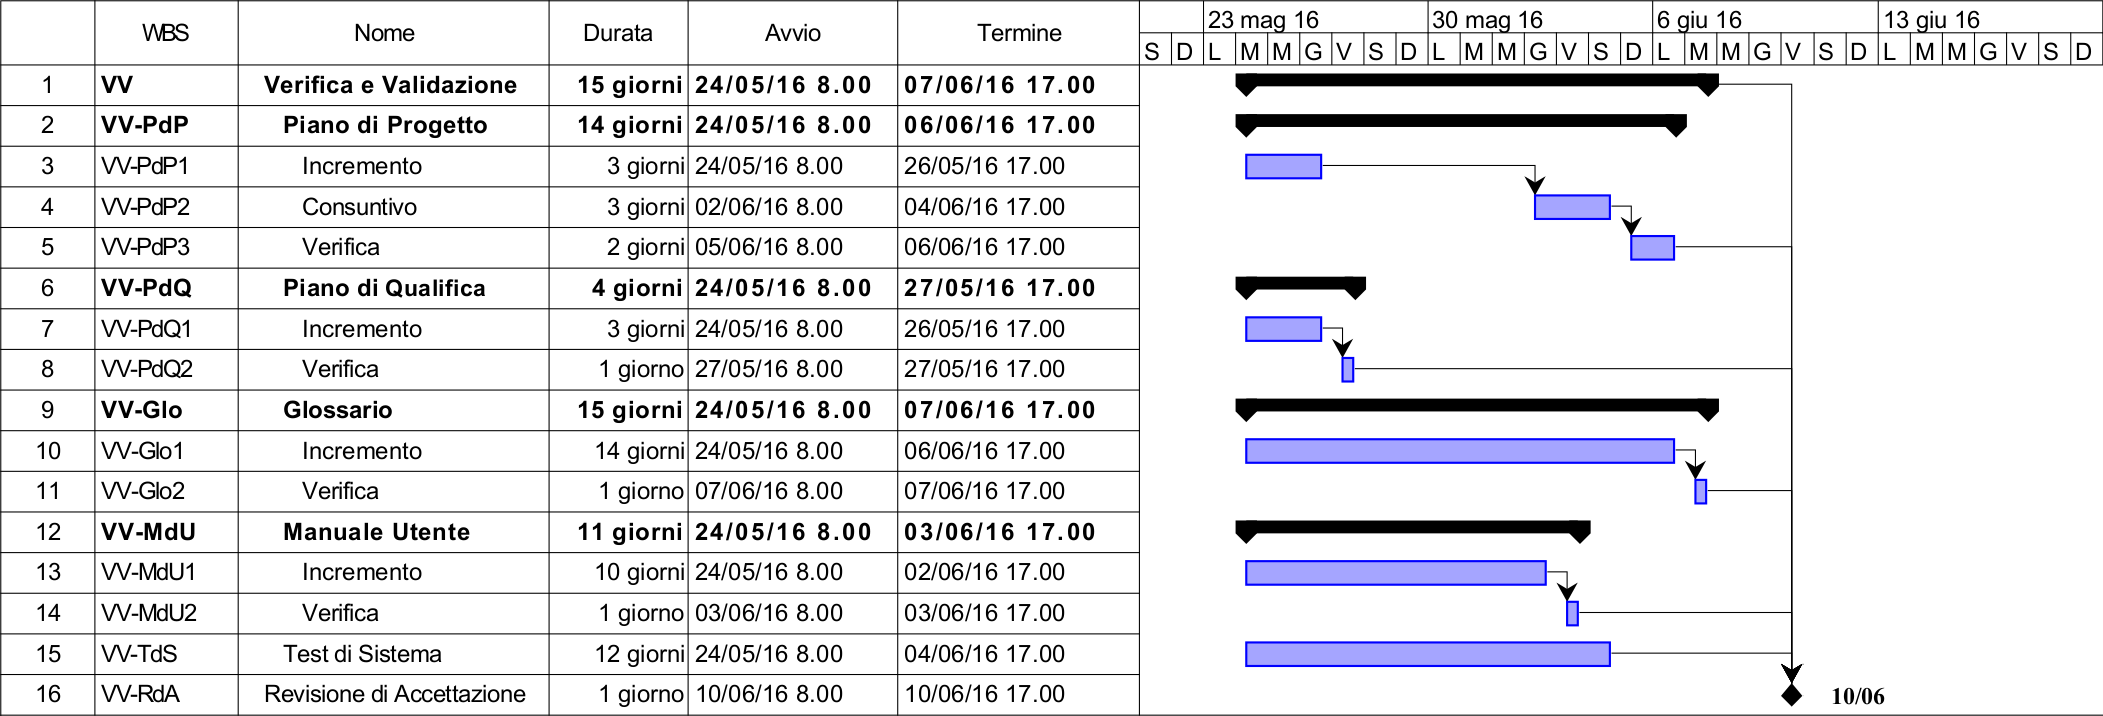 WBS Nome Durata Avvio Termine 23 mag 16 30 mag 16 6 giu 16 13 giu 16
S D L M M G V S D L M M G V S D L M M G V S D L M M G V S D
1 VV Verifica e Validazione 15 giorni 24/05/16 8.00 07/06/16 17.00
2 VV-PdP Piano di Progetto 14 giorni 24/05/16 8.00 06/06/16 17.00
3 VV-PdP1 Incremento 3 giorni 24/05/16 8.00 26/05/16 17.00
4 VV-PdP2 Consuntivo 3 giorni 02/06/16 8.00 04/06/16 17.00
5 VV-PdP3 Verifica 2 giorni 05/06/16 8.00 06/06/16 17.00
6 VV-PdQ Piano di Qualifica 4 giorni 24/05/16 8.00 27/05/16 17.00
7 VV-PdQ1 Incremento 3 giorni 24/05/16 8.00 26/05/16 17.00
8 VV-PdQ2 Verifica 1 giorno 27/05/16 8.00 27/05/16 17.00
9 VV-Glo Glossario 15 giorni 24/05/16 8.00 07/06/16 17.00
10 VV-Glo1 Incremento 14 giorni 24/05/16 8.00 06/06/16 17.00
11 VV-Glo2 Verifica 1 giorno 07/06/16 8.00 07/06/16 17.00
12 VV-MdU Manuale Utente 11 giorni 24/05/16 8.00 03/06/16 17.00
13 VV-MdU1 Incremento 10 giorni 24/05/16 8.00 02/06/16 17.00
14 VV-MdU2 Verifica 1 giorno 03/06/16 8.00 03/06/16 17.00
15 VV-TdS Test di Sistema 12 giorni 24/05/16 8.00 04/06/16 17.00
16 VV-RdA Revisione di Accettazione 1 giorno 10/06/16 8.00 10/06/16 17.00 10/06